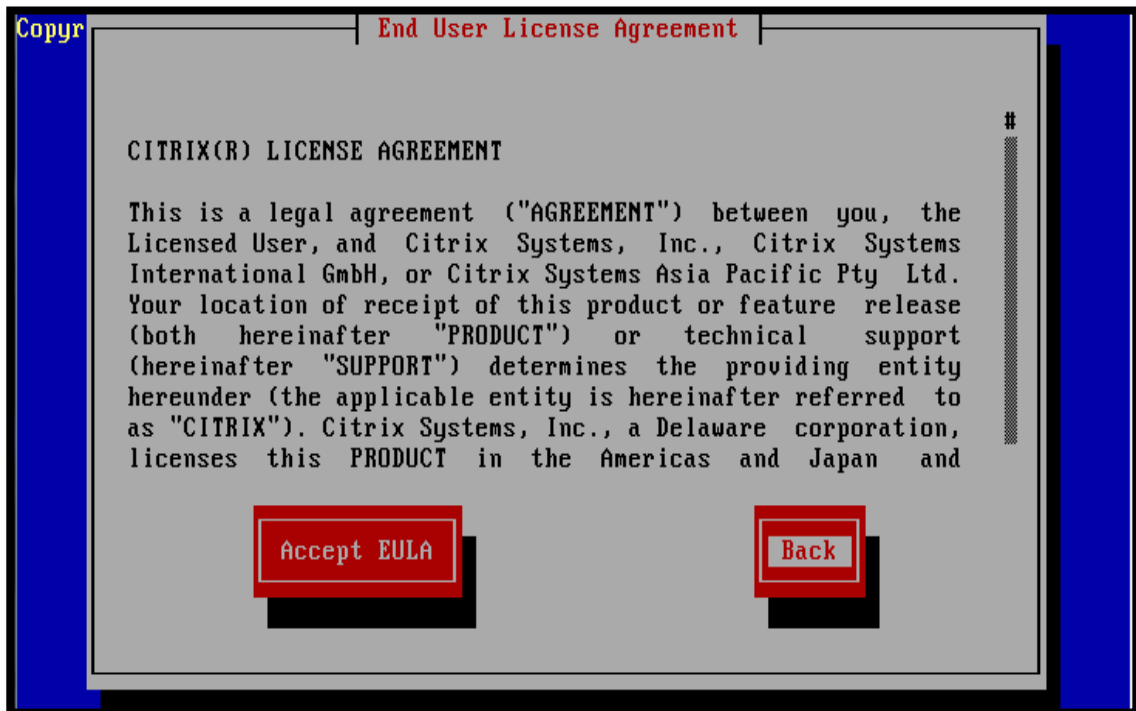 Copyr
End User License Agreement
#
CITRIX(R) LICENSE AGREEMENT
This is a legal agreement ("AGREEMENT") between you, the
Licensed User, and Citrix Systems, Inc., Citrix Systems
International GmbH, or Citrix Systems Asia Pacific Pty Ltd.
Your location of receipt of this product or feature release
(both hereinafter "PRODUCT") or technical support
(hereinafter "SUPPORT") determines the providing entity
hereunder (the applicable entity is hereinafter referred to
as "CITRIX"). Citrix Systems, Inc., a Delaware corporation,
licenses this PRODUCT in the Americas and Japan and
Accept EULA
Back